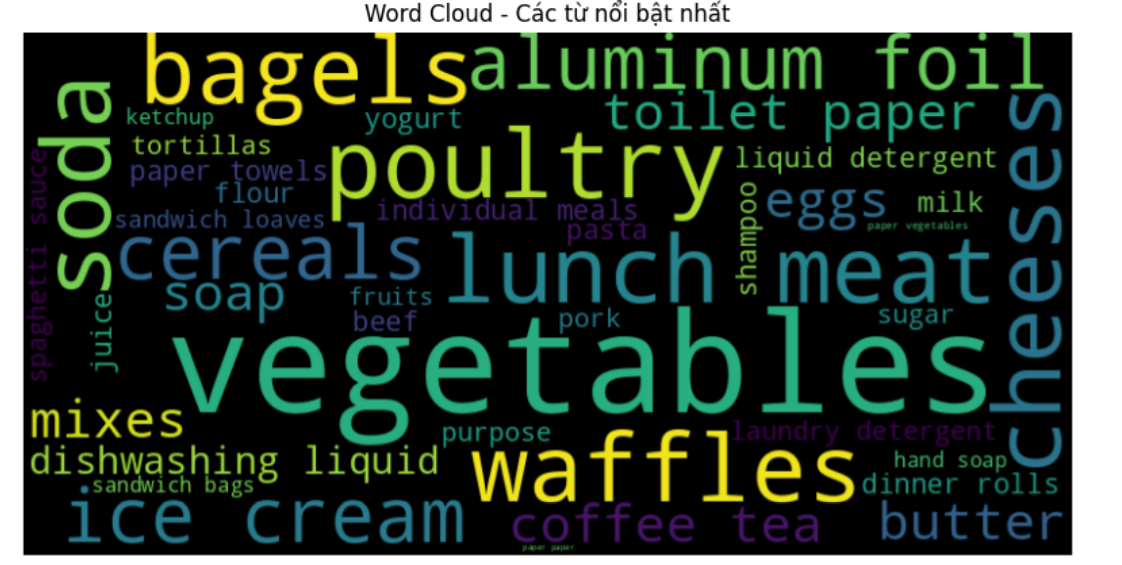 Word Cloud - Các từ nổi bật nhất
bagels
aluminum foil
soda
ketchup
yogurt
toilet paper
cheeses
tortillas
poultry
liquid detergent
paper towels
flour
individual meals
shampoo
eggs
milk
sandwich loaves
pasta
paper vegetables
spaghetti sauce
cereals
lunch
meat
soap
fruits
juice
beef
pork
sugar
vegetables
mixes
purpose
laundry detergent
dishwashing liquid
waffles
hand soap
sandwich bags
dinner rolls
ice cream
coffee tea
butter
paper paper